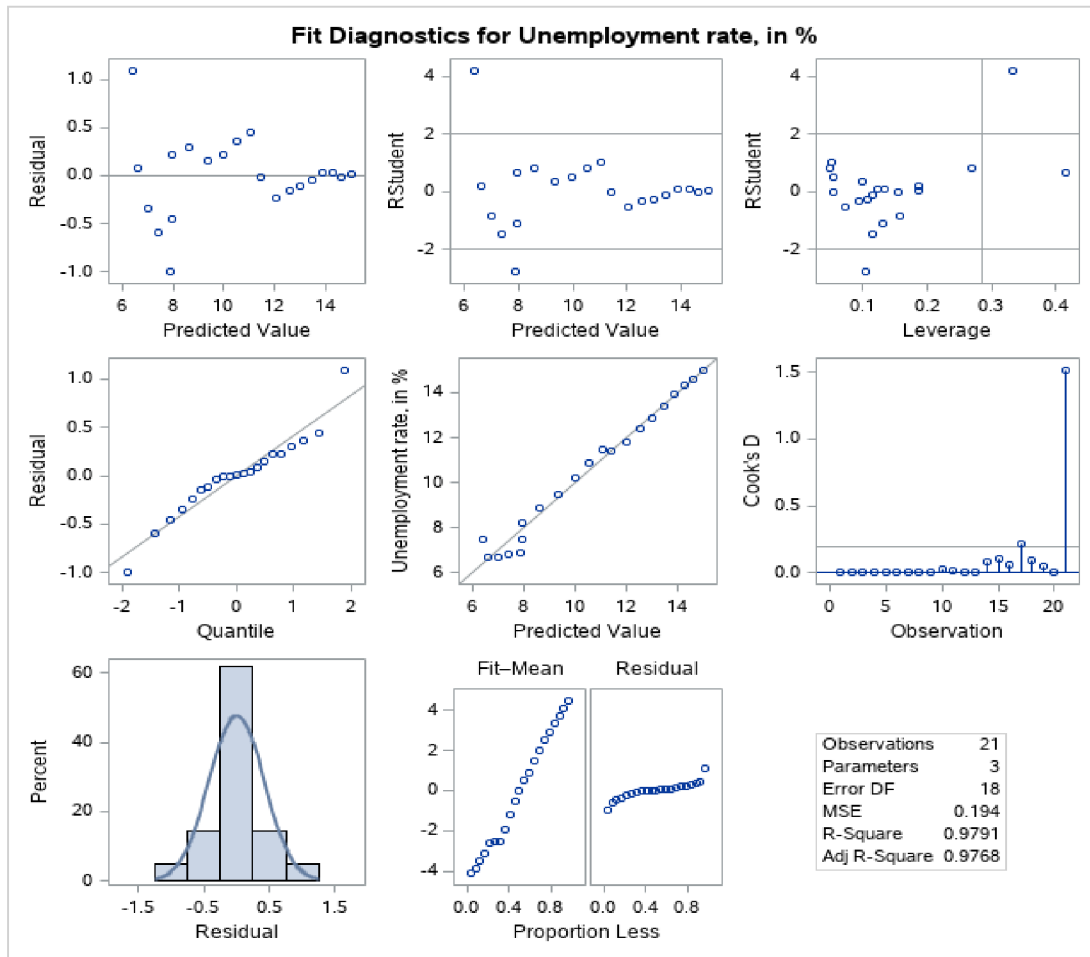 Fit Diagnostics for Unemployment rate, in %
1.0
0.5
0.0
-0.5
-1.0
Residual
6 8 10 12 14
Predicted Value
4
2
0
-2
RStudent
6 8 10 12 14
Predicted Value
4
2
0
-2
RStudent
0.1 0.2 0.3 0.4
Leverage
1.0
0.5
0.0
-0.5
-1.0
Residual
-2 -1 0 1 2
Quantile
14
12
10
8
6
Unemployment rate, in %
6 8 10 12 14
Predicted Value
1.5
1.0
0.5
0.0
Cook's D
0 5 10 15 20
Observation
60
40
20
0
Percent
-1.5 -0.5 0.5 1.5
Residual
Fit–Mean Residual
4
2
0
-2
-4
0.0 0.4 0.8 0.0 0.4 0.8
Proportion Less
Observations 21
Parameters 3
Error DF 18
MSE 0.194
R-Square 0.9791
Adj R-Square 0.9768